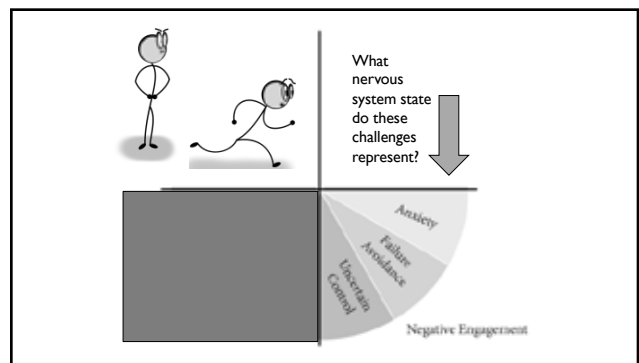 What
nervous
system state
do these
challenges
represent?
Anxiety
Failure
Avoidance
Uncertain
Control
Negative Engagement